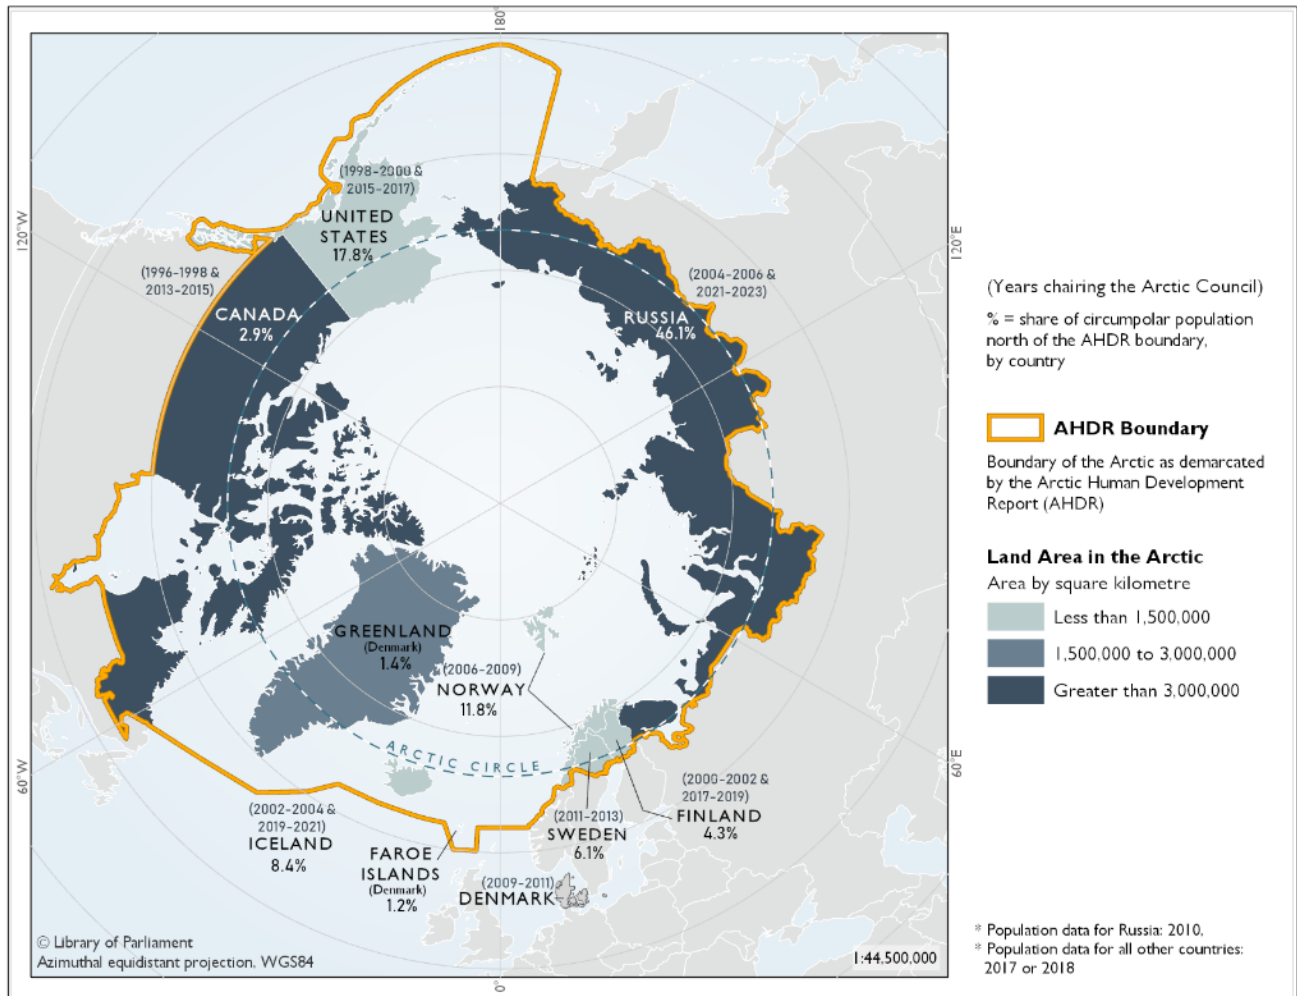 180°
(1998–2000 &
2015–2017)
UNITED
STATES
17.8%
120°W
120°E
(1996–1998 &
2013–2015)
CANADA
2.9%
(2004–2006 &
2021–2023)
RUSSIA
46.1%
GREENLAND
(Denmark)
1.4%
(2006–2009)
NORWAY
11.8%
ARCTIC CIRCLE
60°W
60°E
(2002–2004 &
2019–2021)
ICELAND
8.4%
FAROE
ISLANDS
(Denmark)
1.2%
(2009–2011)
DENMARK
(2011–2013)
SWEDEN
6.1%
(2000–2002 &
2017–2019)
FINLAND
4.3%
© Library of Parliament
Azimuthal equidistant projection, WGS84
1:44,500,000
0°
(Years chairing the Arctic Council)
% = share of circumpolar population
north of the AHDR boundary,
by country
AHDR Boundary
Boundary of the Arctic as demarcated
by the Arctic Human Development
Report (AHDR)
Land Area in the Arctic
Area by square kilometre
Less than 1,500,000
1,500,000 to 3,000,000
Greater than 3,000,000
* Population data for Russia: 2010.
* Population data for all other countries:
2017 or 2018